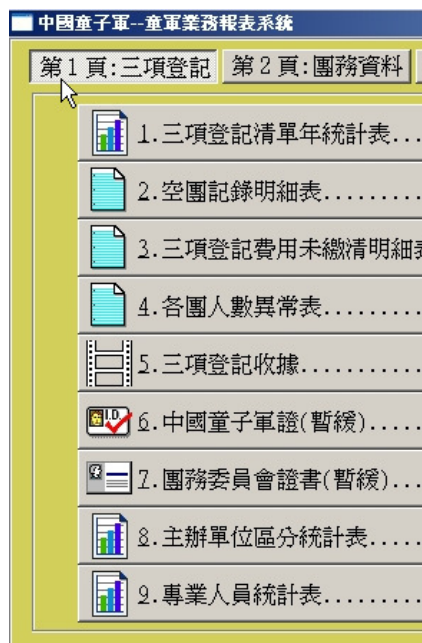 中國童子軍--童軍業務報表系統
第1頁:三項登記 第2頁:團務資料
1.三項登記清單年統計表...
2.空團記錄明細表.........
3.三項登記費用未繳清明細表
4.各團人數異常表.........
5.三項登記收據...........
I.D.
6.中國童子軍證(暫緩).....
7.團務委員會證書(暫緩)...
8.主辦單位區分統計表.....
9.專業人員統計表.........